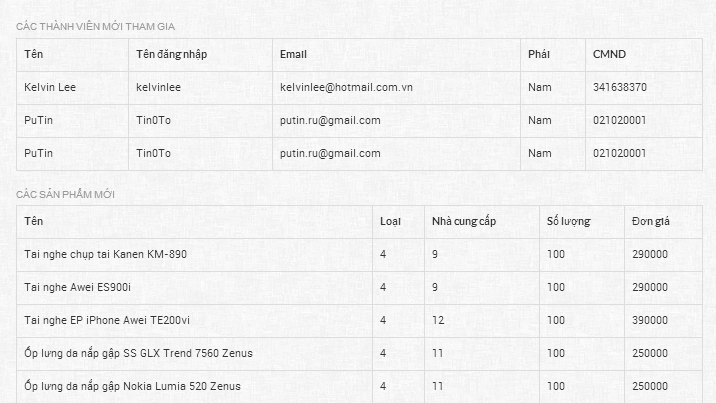 CÁC THÀNH VIÊN MỚI THAM GIA
Tên Tên đăng nhập Email Phái CMND
Kelvin Lee kelvinlee kelvinlee@hotmail.com.vn Nam 341638370
PuTin Tin0To putin.ru@gmail.com Nam 021020001
PuTin Tin0To putin.ru@gmail.com Nam 021020001
CÁC SẢN PHẨM MỚI
Tên Loại Nhà cung cấp Số lượng Đơn giá
Tai nghe chụp tai Kanen KM-890 4 9 100 290000
Tai nghe Awei ES900i 4 9 100 290000
Tai nghe EP iPhone Awei TE200vi 4 12 100 390000
Ốp lưng da nắp gập SS GLX Trend 7560 Zenus 4 11 100 250000
Ốp lưng da nắp gập Nokia Lumia 520 Zenus 4 11 100 250000